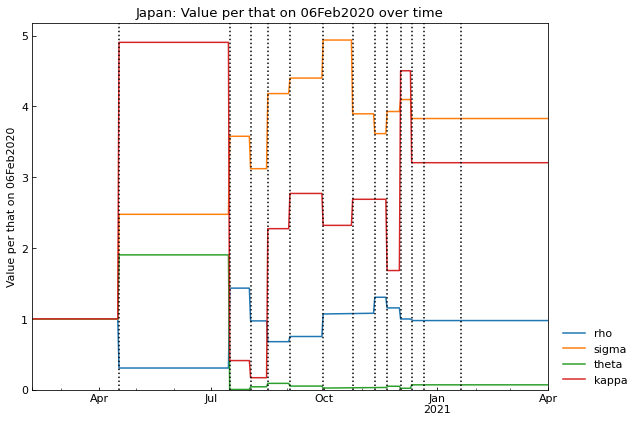 Japan: Value per that on 06Feb2020 over time
Value per that on 06Feb2020
5
4
3
2
1
0
Apr
Jul
Oct
Jan
2021
Apr
rho
sigma
theta
kappa